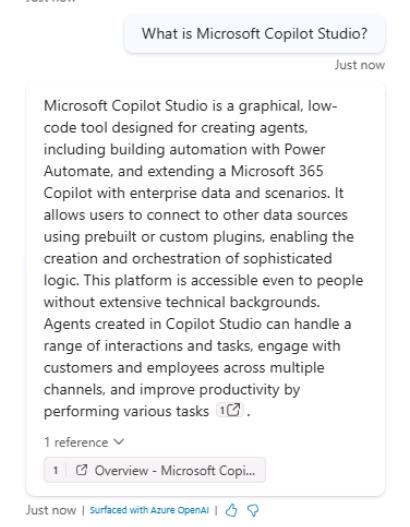 Just now
What is Microsoft Copilot Studio?
Just now
Microsoft Copilot Studio is a graphical, low-
code tool designed for creating agents,
including building automation with Power
Automate, and extending a Microsoft 365
Copilot with enterprise data and scenarios. It
allows users to connect to other data sources
using prebuilt or custom plugins, enabling the
creation and orchestration of sophisticated
logic. This platform is accessible even to people
without extensive technical backgrounds.
Agents created in Copilot Studio can handle a
range of interactions and tasks, engage with
customers and employees across multiple
channels, and improve productivity by
performing various tasks 1 .
1 reference
1 Overview - Microsoft Copi...
Just now | Surfaced with Azure OpenAI |